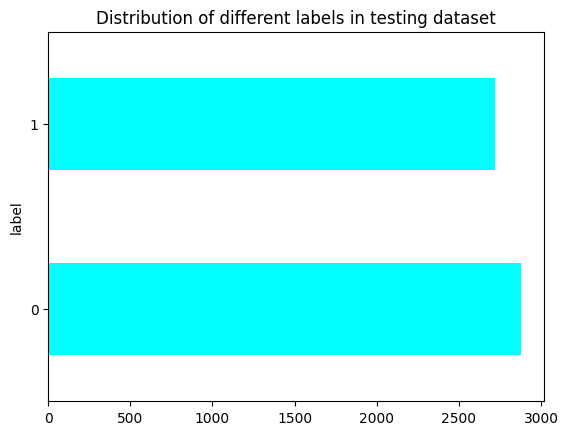 Distribution of different labels in testing dataset
1
label
0
0 500 1000 1500 2000 2500 3000